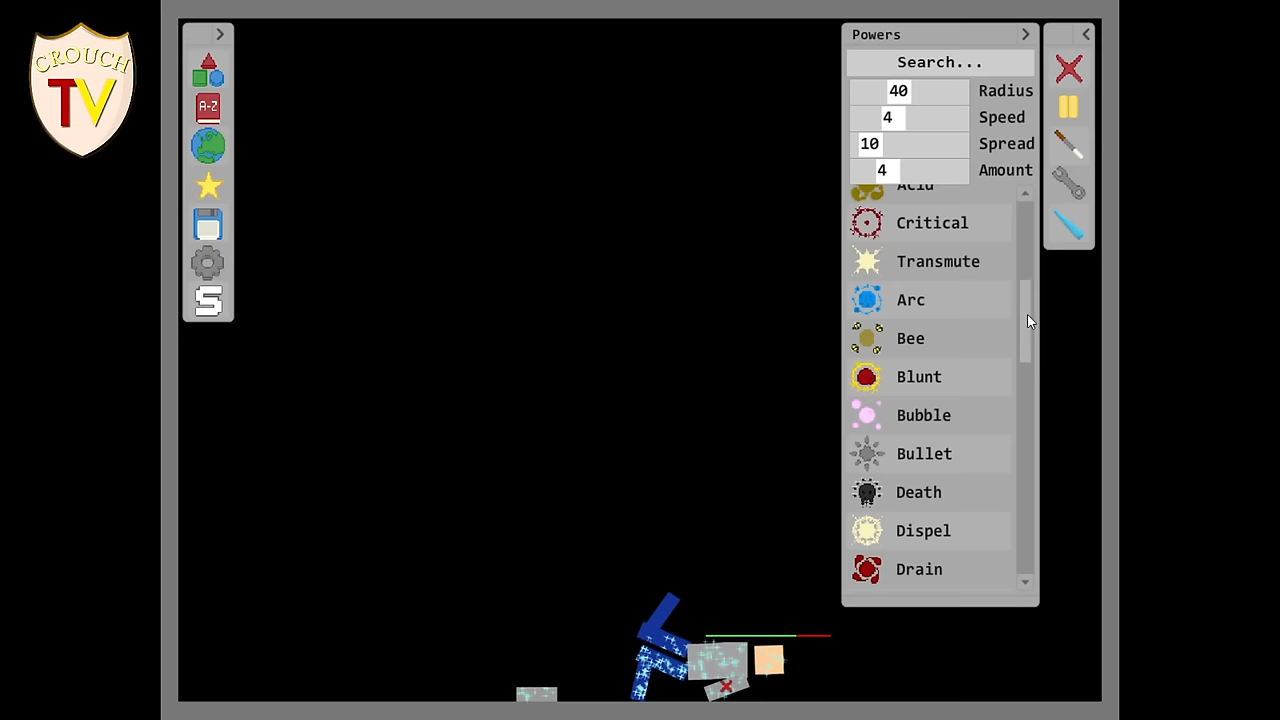 CROUCH
TV
A-Z
S
Powers
Search...
40 Radius
4 Speed
10 Spread
4 Amount
Acid
Critical
Transmute
Arc
Bee
Blunt
Bubble
Bullet
Death
Dispel
Drain